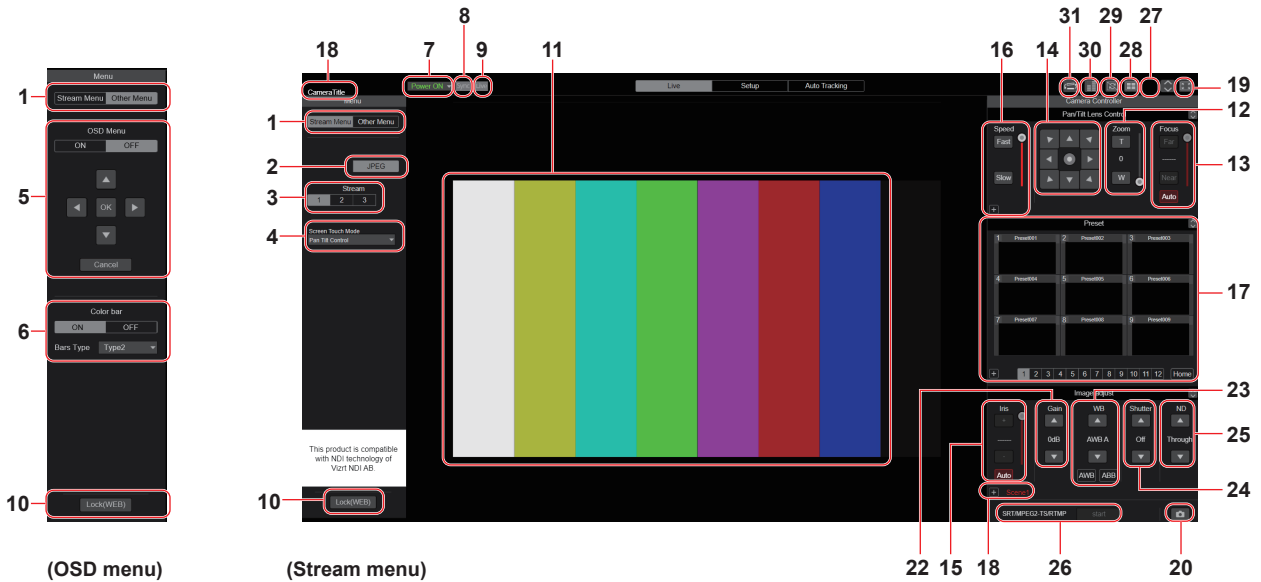 31 29 27
8 30 28
18 7 9 11 16 14 19
12
Menu
1
Stream Menu Other Menu
OSD Menu
ON OFF
5
OK
Cancel
Color bar
6
ON OFF
Bars Type Type2
10
Lock(WEB)
(OSD menu)
CameraTitle
Power ON
Live Setup Auto Tracking
Menu
1
Stream Menu Other Menu
2
JPEG
3
Stream
1 2 3
4
Screen Touch Mode
Pan Tilt Control
This product is compatible
with NDI technology of
Vizrt NDI AB.
10
Lock(WEB)
(Stream menu)
Camera Controller
Pan/Tilt Lens Control
Speed
Fast
Slow
+
Zoom
T
0
W
Focus
Far
Near
Auto
13
Preset
1 Preset001 2 Preset002 3 Preset003
4 Preset004 5 Preset005 6 Preset006
7 Preset007 8 Preset008 9 Preset009
17
+ 1 2 3 4 5 6 7 8 9 10 11 12 Home
23
Image adjust
Iris
+
-
Auto
Gain
0dB
WB
AWB A
AWB ABB
Shutter
Off
ND
Through
25
24
+ Scene1
SRT/MPEG2-TS/RTMP start
22 15 18 26 20